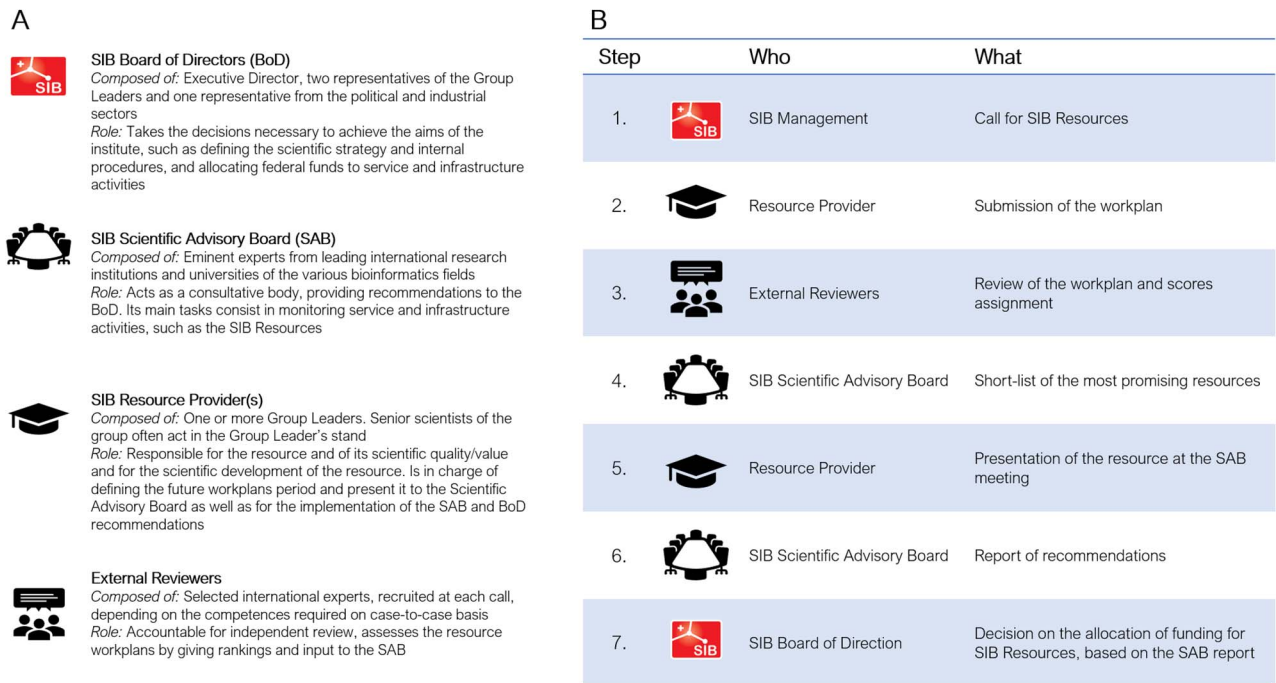 A
SIB Board of Directors (BoD)
Composed of: Executive Director, two representatives of the Group
Leaders and one representative from the political and industrial
sectors
Role: Takes the decisions necessary to achieve the aims of the
institute, such as defining the scientific strategy and internal
procedures, and allocating federal funds to service and infrastructure
activities
SIB
SIB Scientific Advisory Board (SAB)
Composed of: Eminent experts from leading international research
institutions and universities of the various bioinformatics fields
Role: Acts as a consultative body, providing recommendations to the
BoD. Its main tasks consist in monitoring service and infrastructure
activities, such as the SIB Resources
SIB Resource Provider(s)
Composed of: One or more Group Leaders. Senior scientists of the
group often act in the Group Leader's stand
Role: Responsible for the resource and of its scientific quality/value
and for the scientific development of the resource. Is in charge of
defining the future workplans period and present it to the Scientific
Advisory Board as well as for the implementation of the SAB and BoD
recommendations
External Reviewers
Composed of: Selected international experts, recruited at each call,
depending on the competences required on case-to-case basis
Role: Accountable for independent review, assesses the resource
workplans by giving rankings and input to the SAB
B
Step Who What
1. SIB SIB Management Call for SIB Resources
2. Resource Provider Submission of the workplan
3. External Reviewers Review of the workplan and scores
assignment
4. SIB Scientific Advisory Board Short-list of the most promising resources
5. Resource Provider Presentation of the resource at the SAB
meeting
6. SIB Scientific Advisory Board Report of recommendations
7. SIB SIB Board of Direction Decision on the allocation of funding for
SIB Resources, based on the SAB report